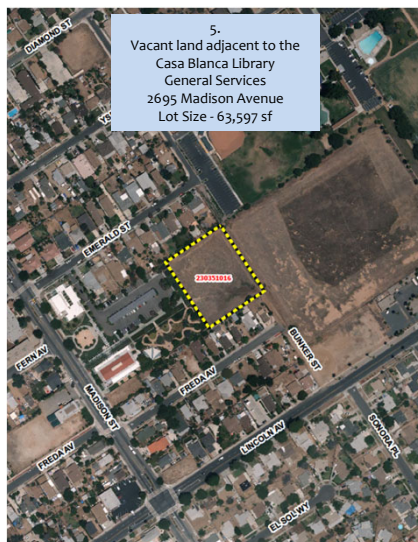 5.
Vacant land adjacent to the
Casa Blanca Library
General Services
2695 Madison Avenue
Lot Size - 63,597 sf
DIAMOND ST
EMERALD ST
230351016
FERN AV
MADISON ST
FREDA AV
BUNKER ST
FREDA AV
LINCOLN AV
SONORA PL
EL SOL WY